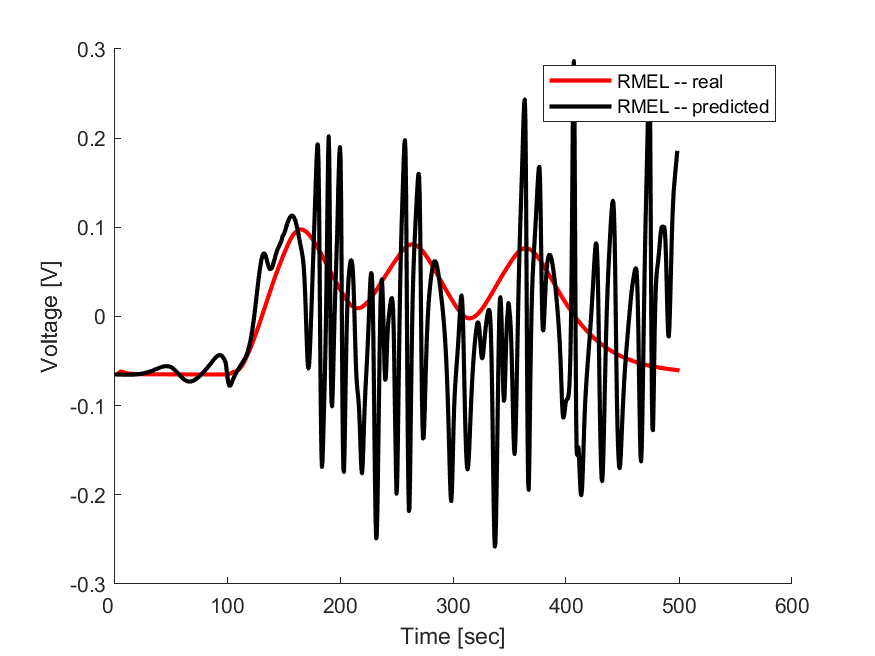 0.3
0.2
0.1
0
-0.1
-0.2
-0.3
Voltage [V]
RMEL -- real
RMEL -- predicted
0 100 200 300 400 500 600
Time [sec]